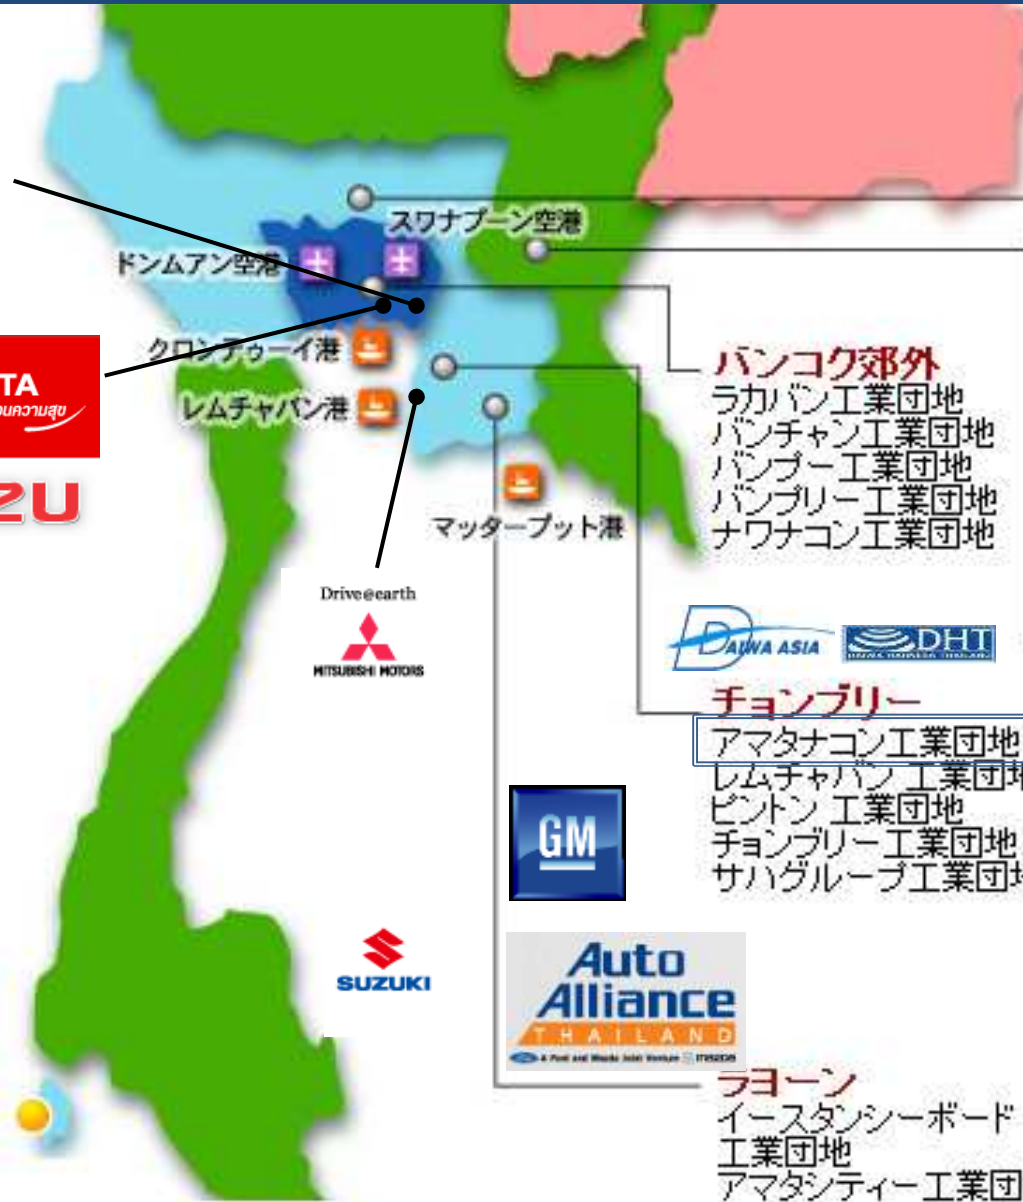 スワナプーン空港
ドンムアン空港
クロンテゥーイ港
レムチャバン港
マッタープット港
TA
ZU
バンコク郊外
ラカバン工業団地
バンチャン工業団地
バンプー工業団地
バンプリー工業団地
ナワナコン工業団地
Drive@earth
MITSUBISHI MOTORS
DAIWA ASIA
DHT
チョンブリー
アマタナコン工業団地
レムチャバン 工業団地
ピントン 工業団地
チョンブリー工業団地
サハグループ工業団地
GM
SUZUKI
Auto
Alliance
THAILAND
A Ford and Mazda Joint Venture
ラヨーン
イースタンシーボード
工業団地
アマタシティー工業団